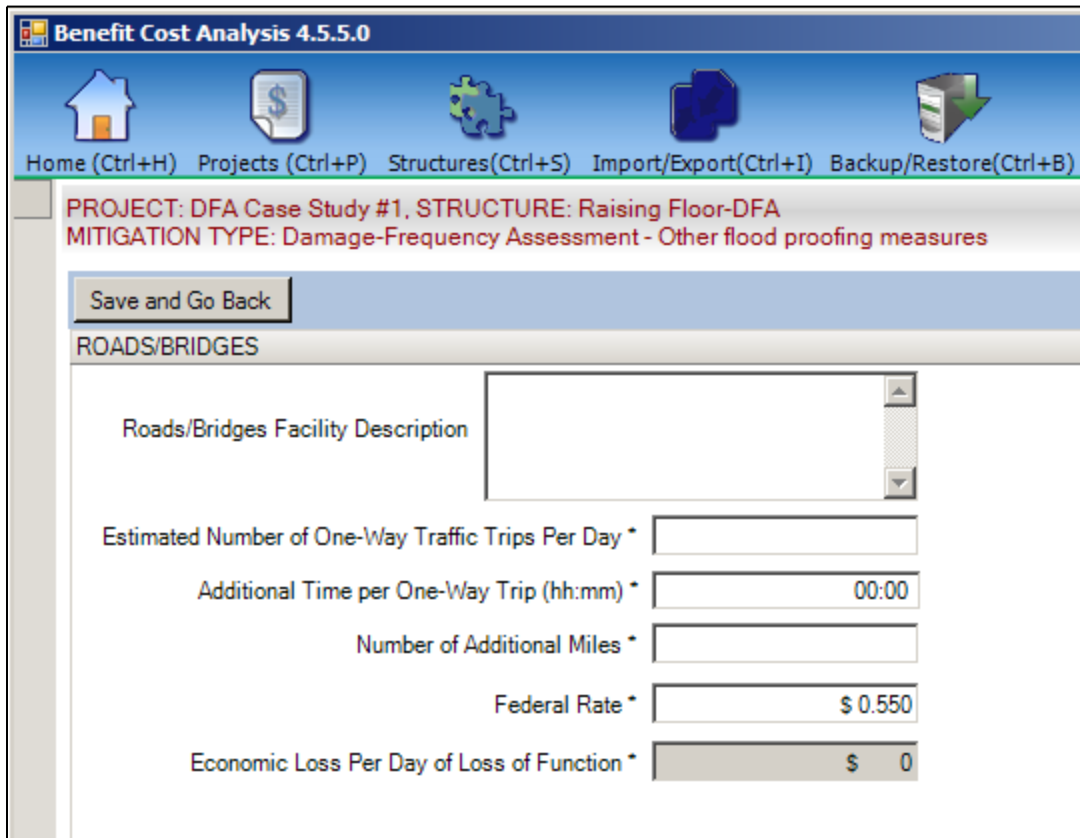 Benefit Cost Analysis 4.5.5.0
$
Home (Ctrl+H) Projects (Ctrl+P) Structures(Ctrl+S) Import/Export(Ctrl+I) Backup/Restore(Ctrl+B)
PROJECT: DFA Case Study #1, STRUCTURE: Raising Floor-DFA
MITIGATION TYPE: Damage-Frequency Assessment - Other flood proofing measures
Save and Go Back
ROADS/BRIDGES
Roads/Bridges Facility Description
Estimated Number of One-Way Traffic Trips Per Day *
Additional Time per One-Way Trip (hh:mm) * 00:00
Number of Additional Miles *
Federal Rate * $ 0.550
Economic Loss Per Day of Loss of Function * $ 0